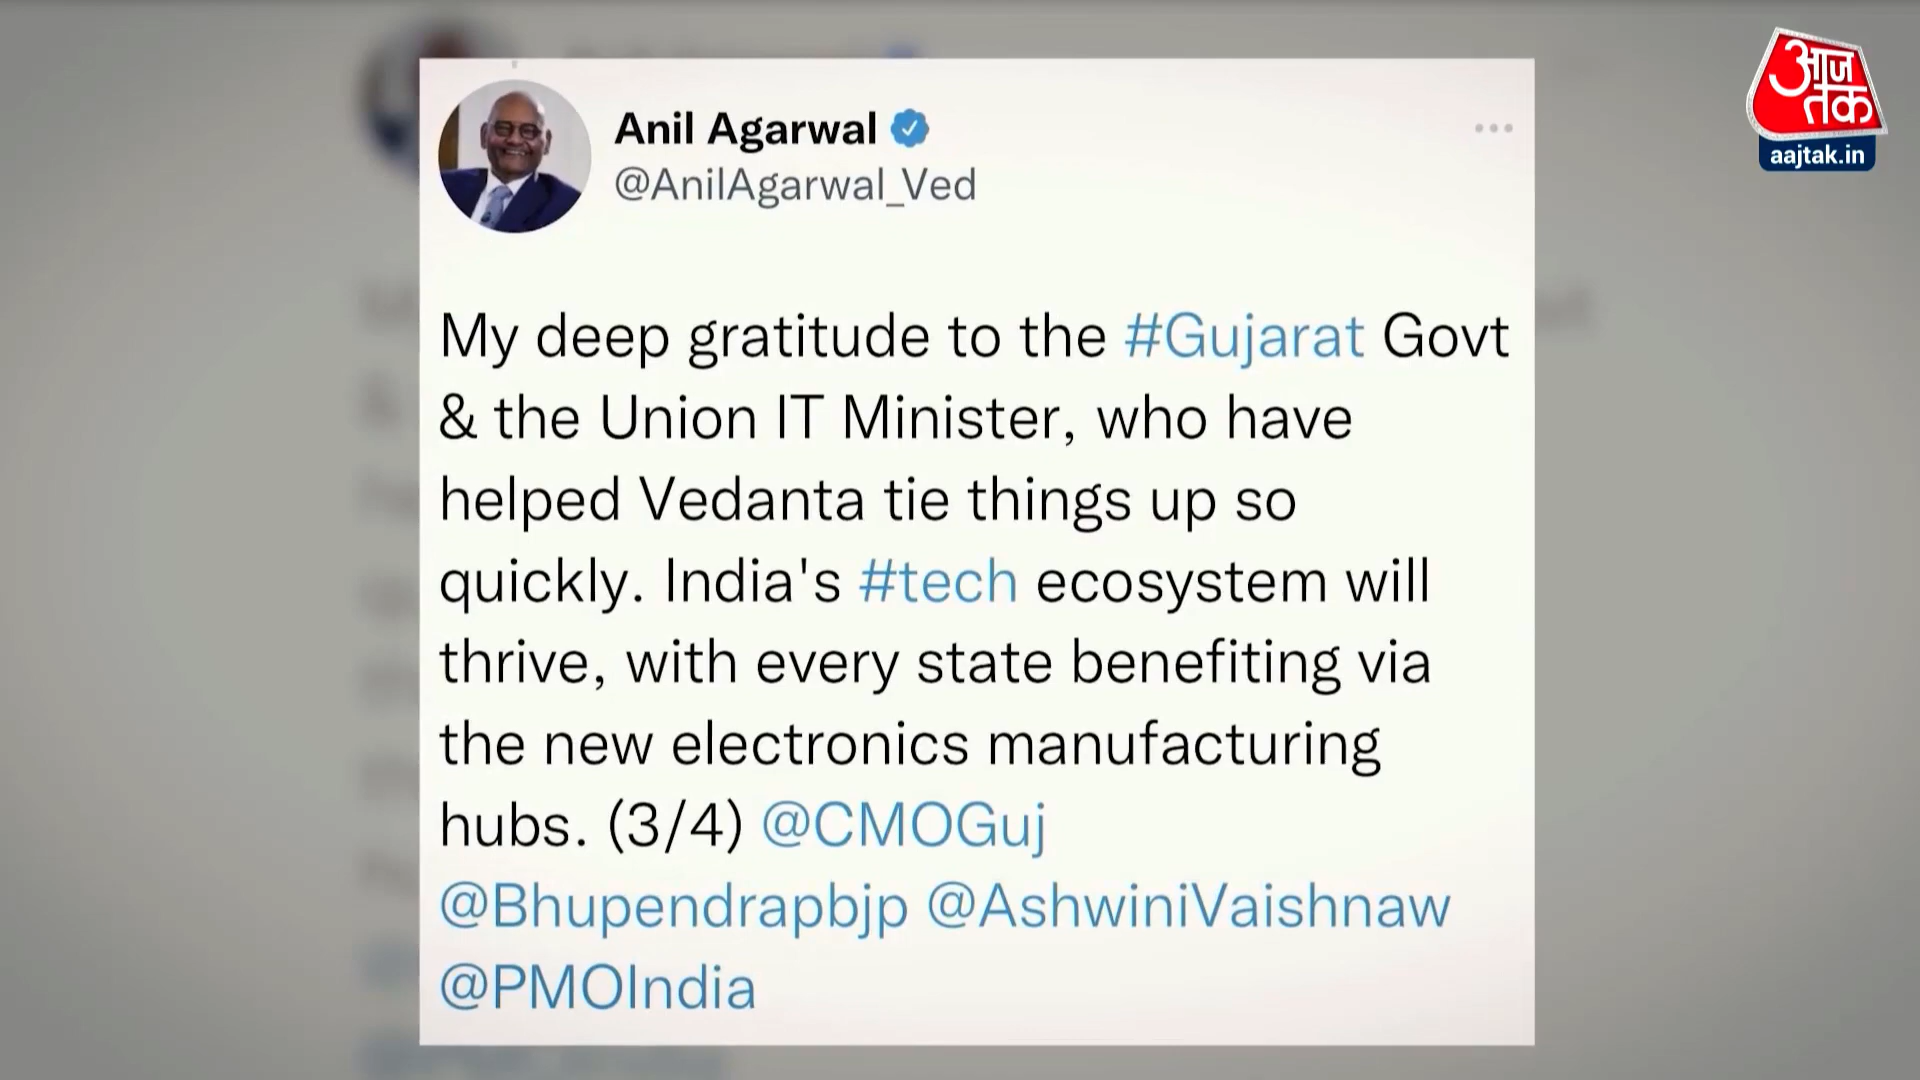 आज
तक
aajtak.in
Anil Agarwal
@AnilAgarwal_Ved
My deep gratitude to the #Gujarat Govt
& the Union IT Minister, who have
helped Vedanta tie things up so
quickly. India's #tech ecosystem will
thrive, with every state benefiting via
the new electronics manufacturing
hubs. (3/4) @CMOGuj
@Bhupendrapbjp @AshwiniVaishnaw
@PMOIndia